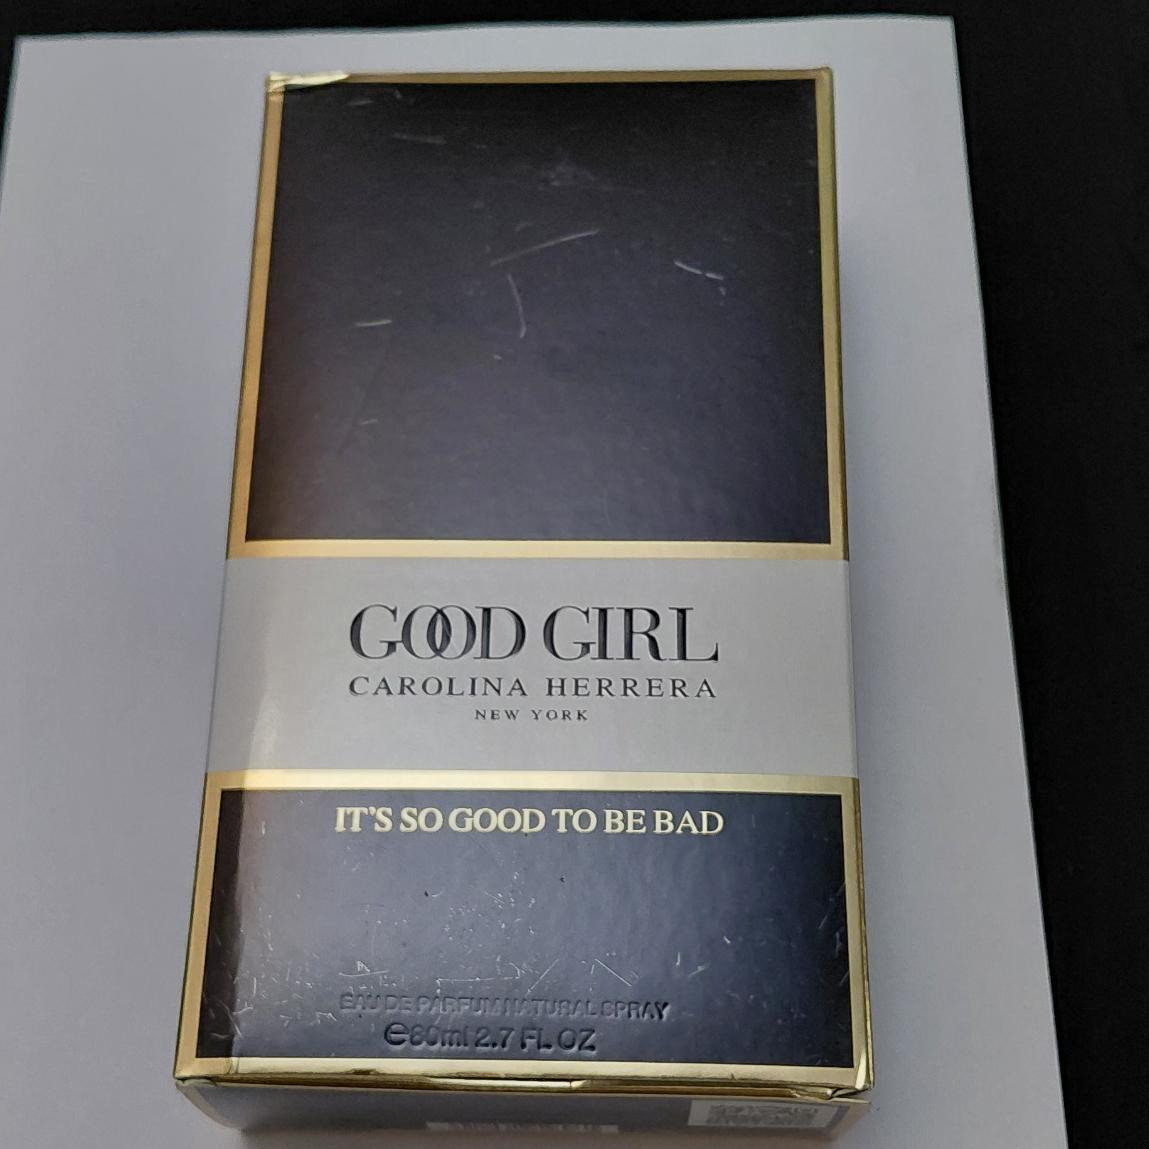 GOOD GIRL
CAROLINA HERRERA
NEW YORK
IT'S SO GOOD TO BE BAD
EAU DE PARFUM NATURAL SPRAY
℮80ml 2.7 FL OZ